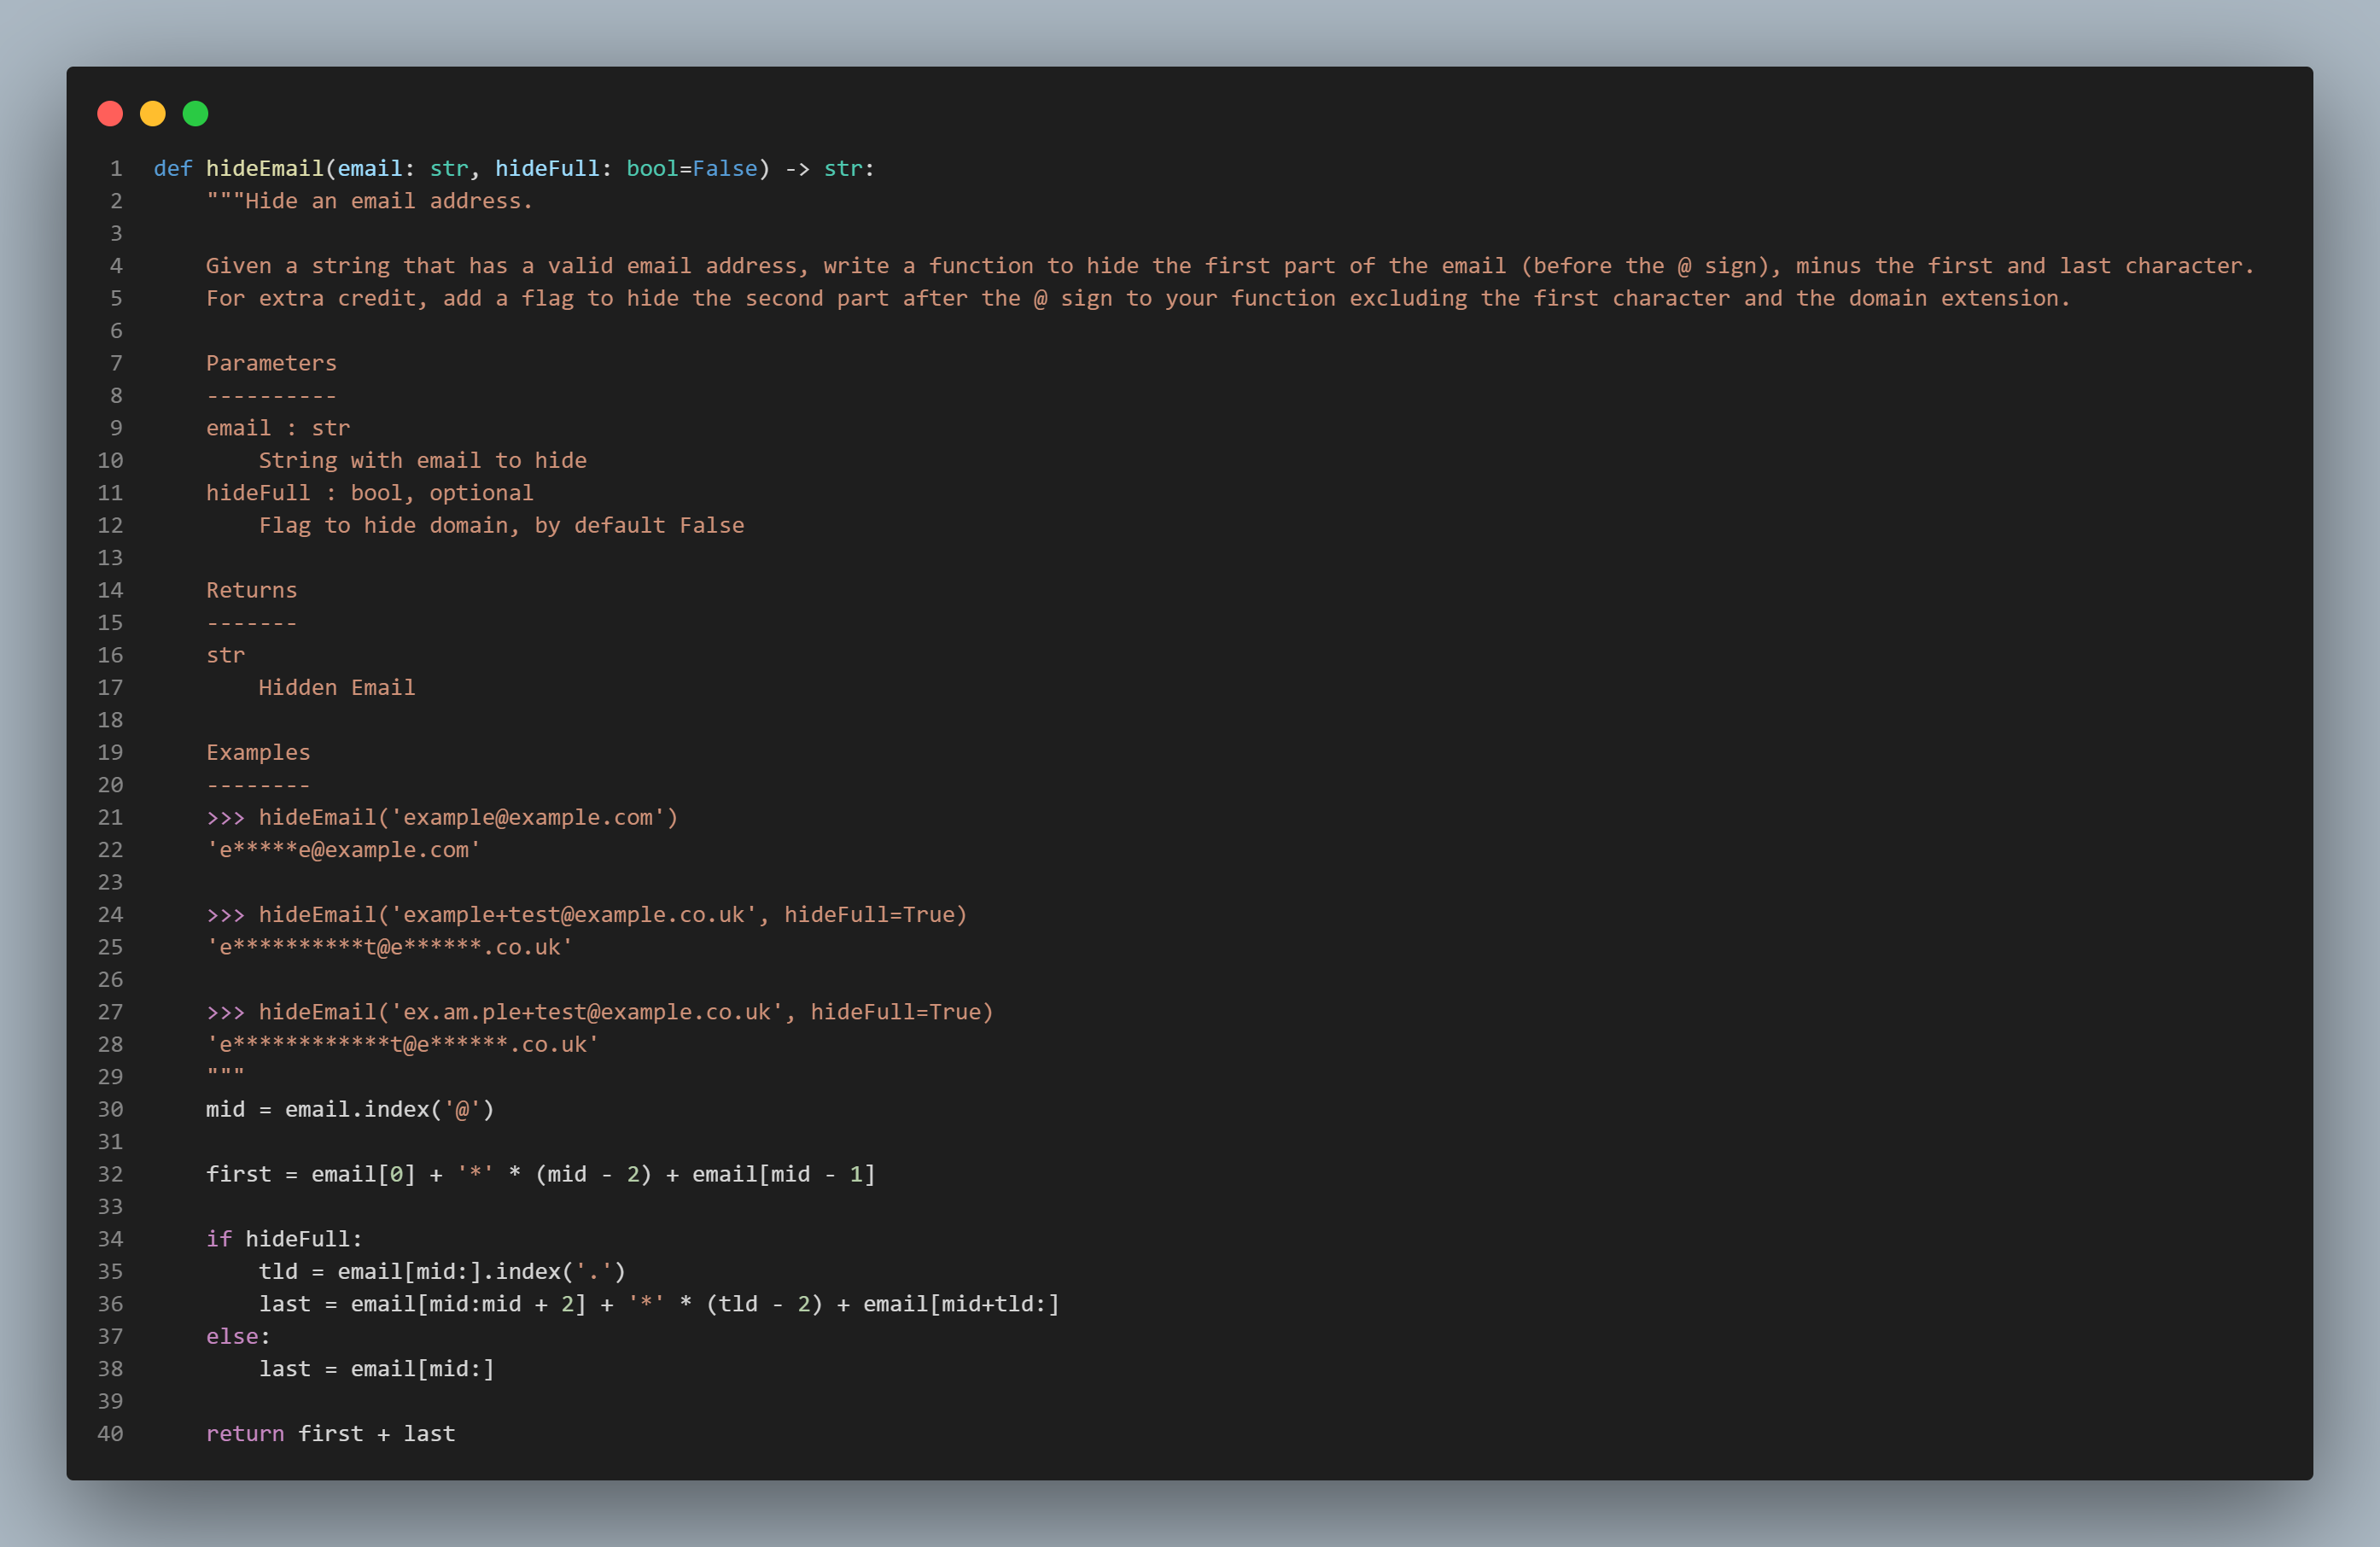 1 def hideEmail(email: str, hideFull: bool=False) -> str:
2     """Hide an email address.
3
4     Given a string that has a valid email address, write a function to hide the first part of the email (before the @ sign), minus the first and last character.
5     For extra credit, add a flag to hide the second part after the @ sign to your function excluding the first character and the domain extension.
6
7     Parameters
8     ----------
9     email : str
10         String with email to hide
11     hideFull : bool, optional
12         Flag to hide domain, by default False
13
14     Returns
15     -------
16     str
17         Hidden Email
18
19     Examples
20     --------
21     >>> hideEmail('example@example.com')
22     'e*****e@example.com'
23
24     >>> hideEmail('example+test@example.co.uk', hideFull=True)
25     'e**********t@e******.co.uk'
26
27     >>> hideEmail('ex.am.ple+test@example.co.uk', hideFull=True)
28     'e************t@e******.co.uk'
29     """
30     mid = email.index('@')
31
32     first = email[0] + '*' * (mid - 2) + email[mid - 1]
33
34     if hideFull:
35         tld = email[mid:].index('.')
36         last = email[mid:mid + 2] + '*' * (tld - 2) + email[mid+tld:]
37     else:
38         last = email[mid:]
39
40     return first + last